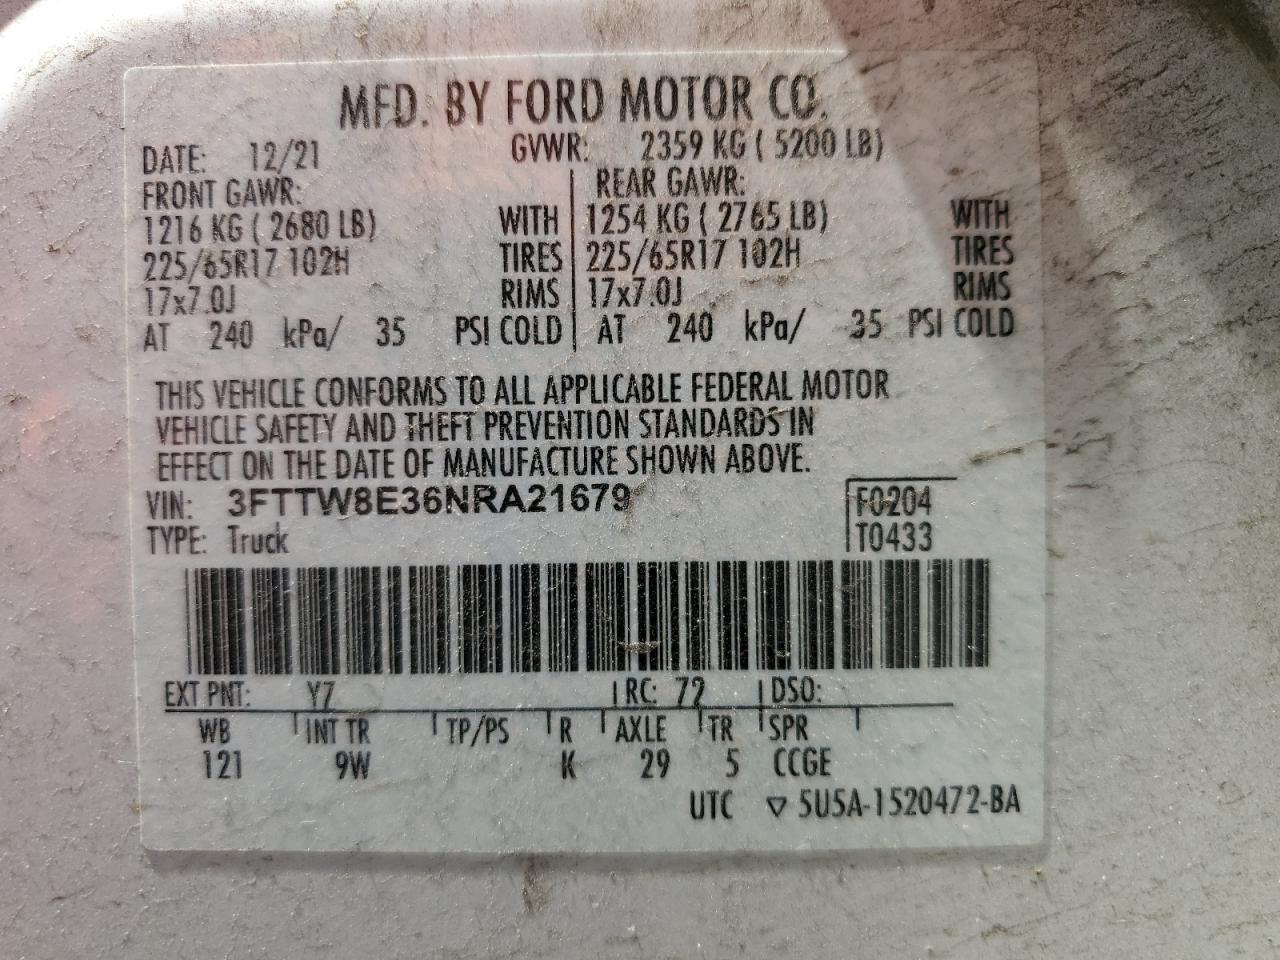 MFD. BY FORD MOTOR CO.
DATE: 12/21 GVWR: 2359 KG ( 5200 LB)
FRONT GAWR: REAR GAWR:
1216 KG ( 2680 LB) WITH 1254 KG ( 2765 LB) WITH
225/65R17 102H TIRES 225/65R17 102H TIRES
17x7.0J RIMS 17x7.0J RIMS
AT 240 kPa/ 35 PSI COLD AT 240 kPa/ 35 PSI COLD
THIS VEHICLE CONFORMS TO ALL APPLICABLE FEDERAL MOTOR
VEHICLE SAFETY AND THEFT PREVENTION STANDARDS IN
EFFECT ON THE DATE OF MANUFACTURE SHOWN ABOVE.
VIN: 3FTTW8E36NRA21679 F0204
TYPE: Truck T0433
EXT PNT: Y7 RC: 72 DSO:
WB INT TR TP/PS R AXLE TR SPR
121 9W K 29 5 CCGE
UTC ▽ 5U5A-1520472-BA